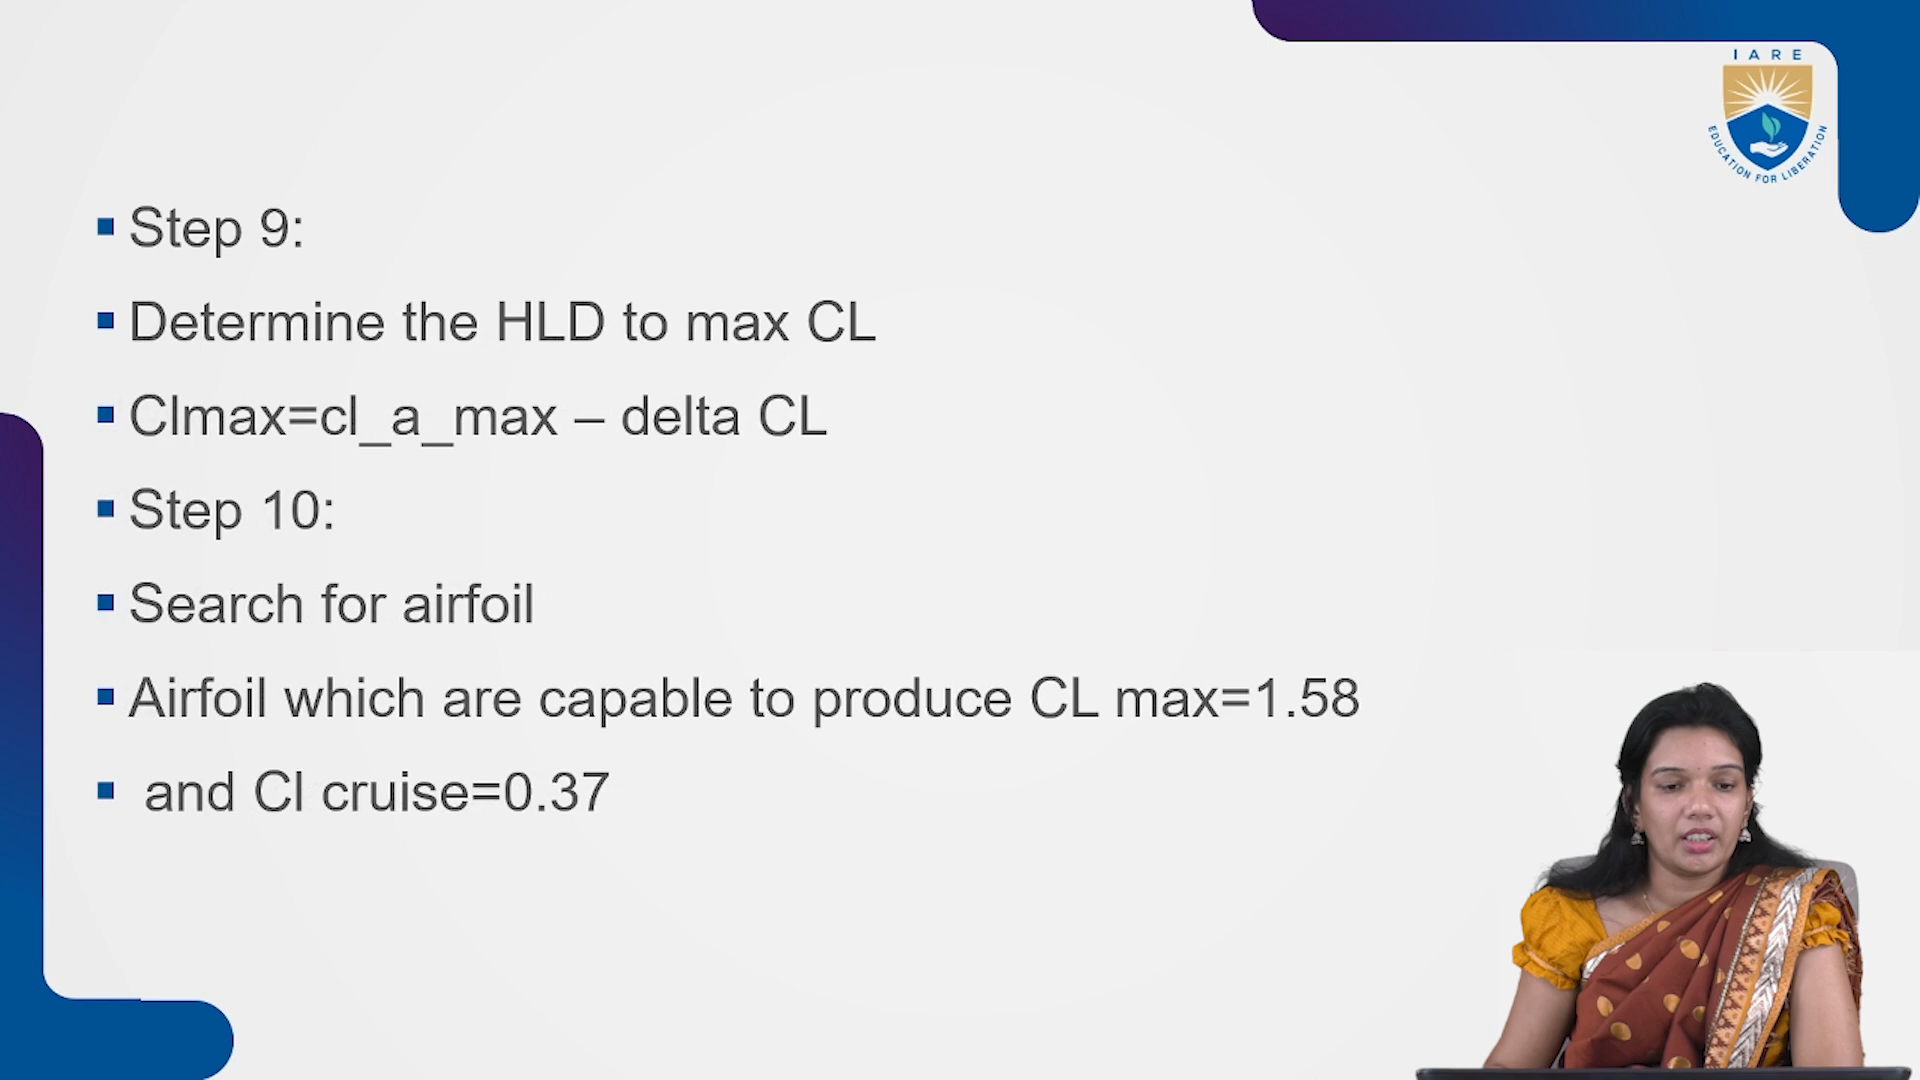 IARE
EDUCATION FOR LIBERATION
Step 9:
Determine the HLD to max CL
Clmax=cl_a_max – delta CL
Step 10:
Search for airfoil
Airfoil which are capable to produce CL max=1.58
and Cl cruise=0.37